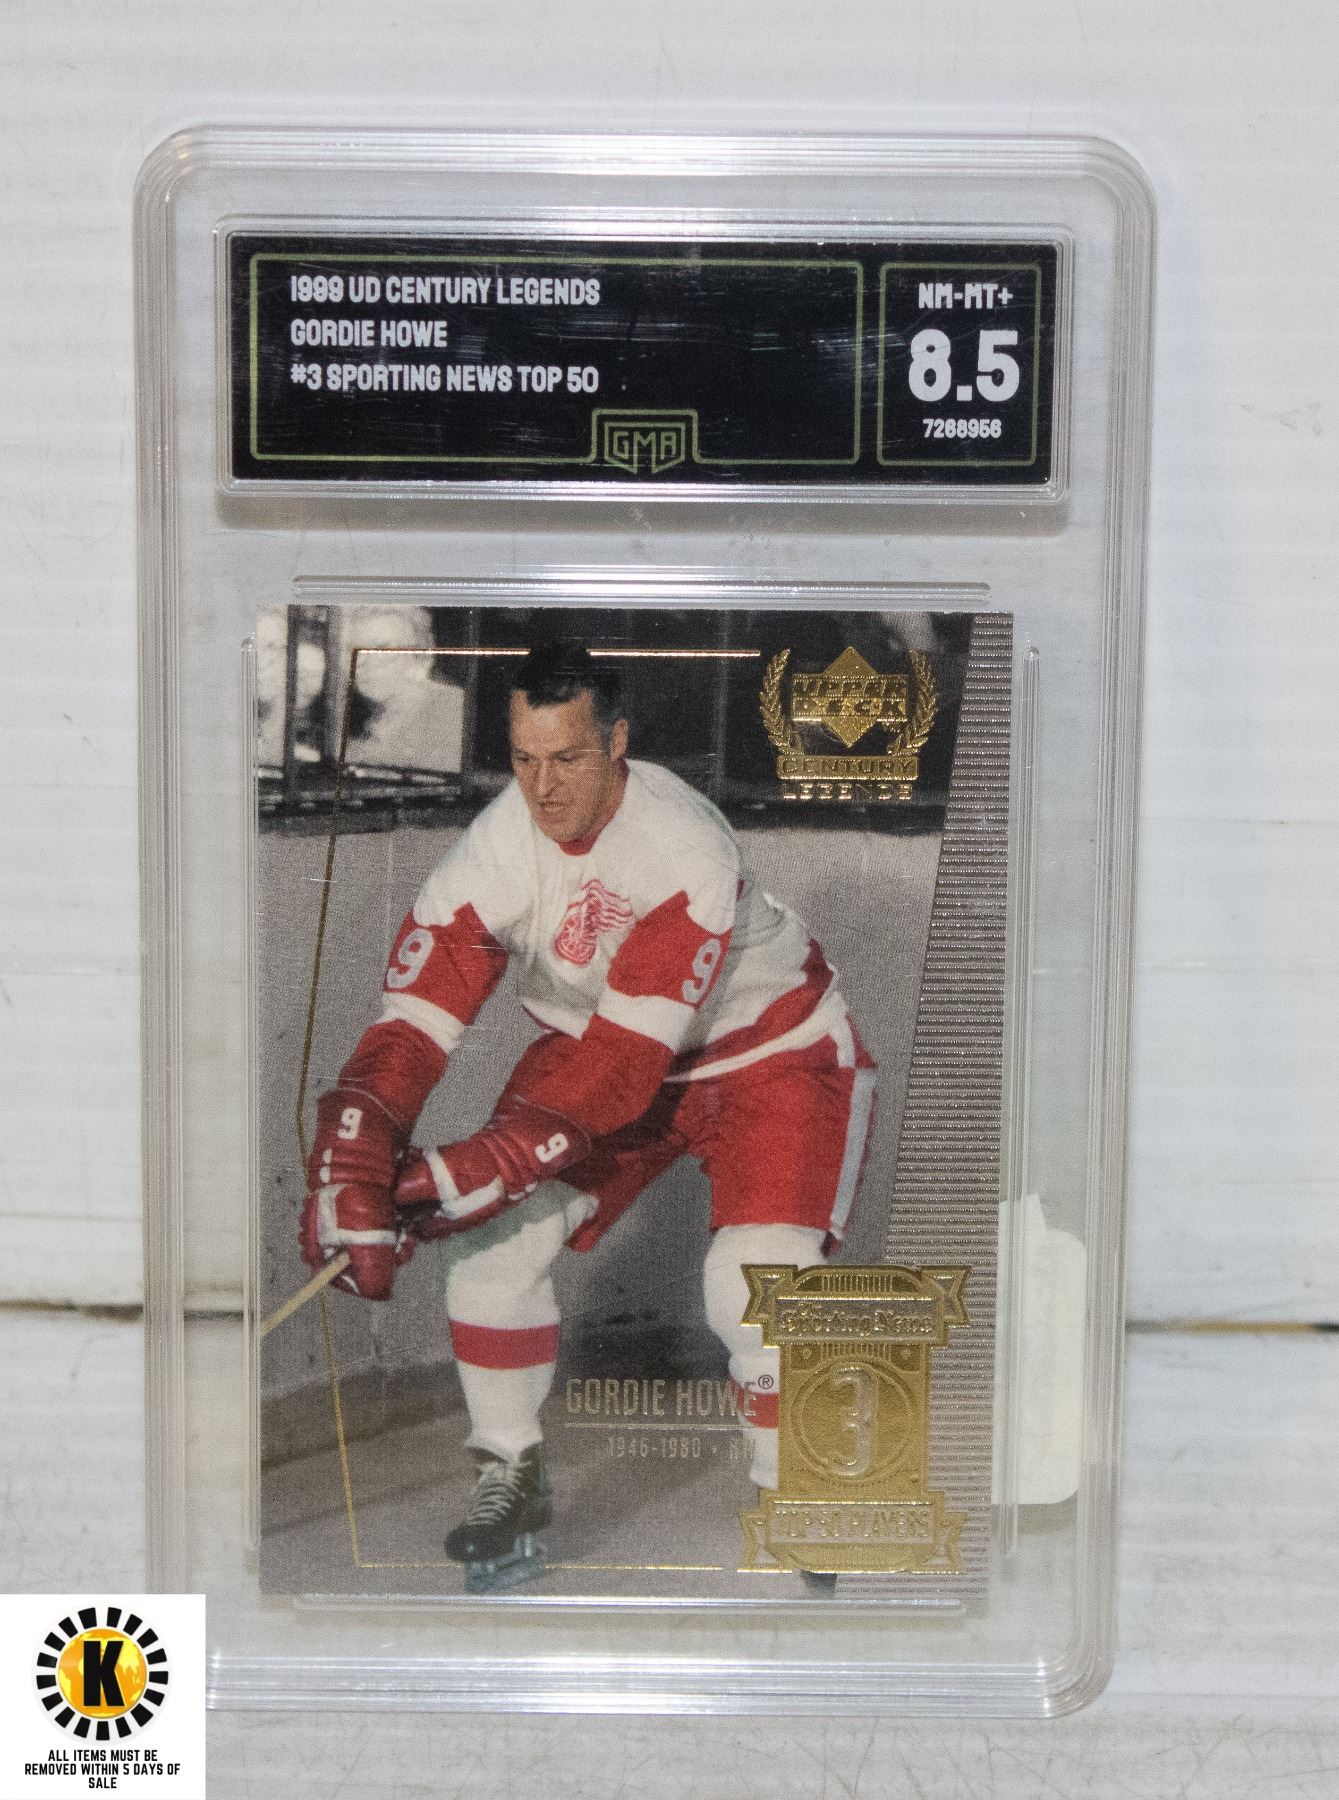 1999 UD CENTURY LEGENDS
GORDIE HOWE
#3 SPORTING NEWS TOP 50
GMA
NM-MT+
8.5
7268956
UPPER
DECK
CENTURY
LEGENDS
9
9
9
9
The
Sporting News
3
GORDIE HOWE®
1946-1980 •
TOP 50 PLAYERS
K
ALL ITEMS MUST BE
REMOVED WITHIN 5 DAYS OF
SALE